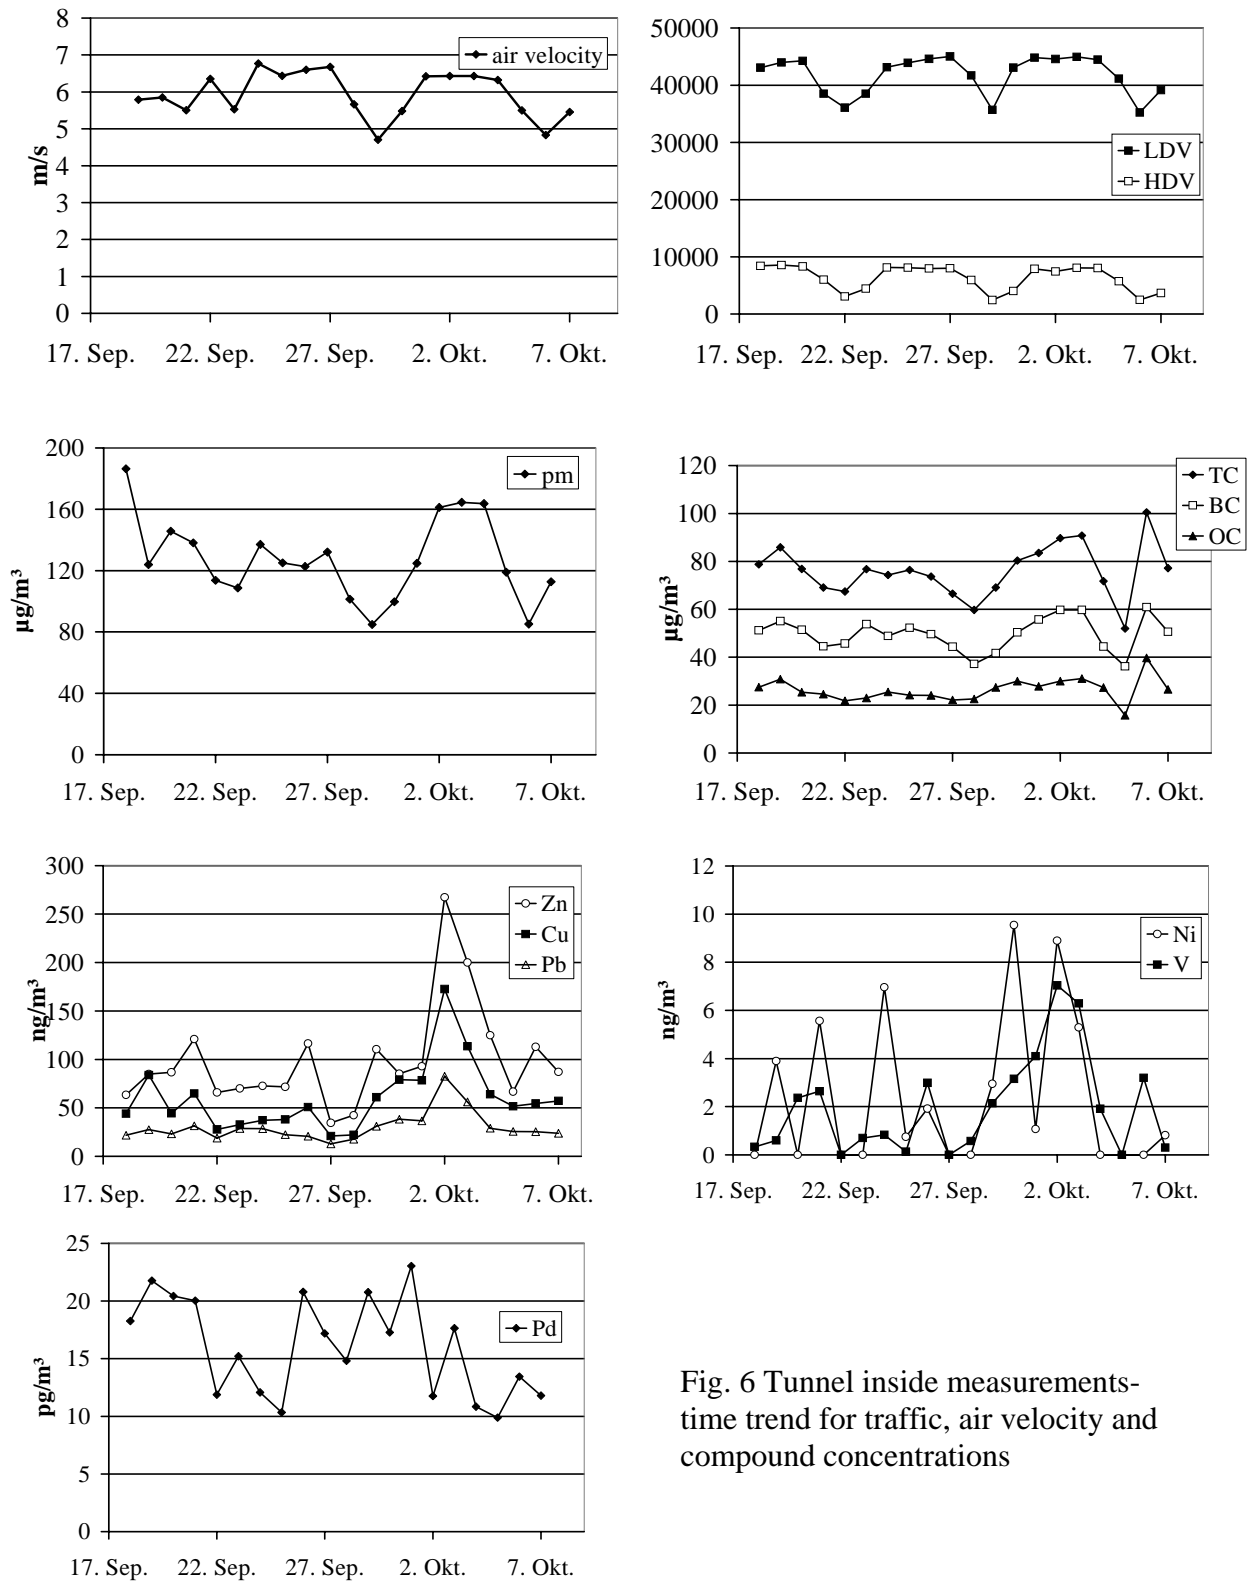 8
7
6
5
4
3
2
1
0
m/s
air velocity
17. Sep. 22. Sep. 27. Sep. 2. Okt. 7. Okt.
50000
40000
30000
20000
10000
0
LDV
HDV
17. Sep. 22. Sep. 27. Sep. 2. Okt. 7. Okt.
200
160
120
80
40
0
µg/m³
pm
17. Sep. 22. Sep. 27. Sep. 2. Okt. 7. Okt.
120
100
80
60
40
20
0
µg/m³
TC
BC
OC
17. Sep. 22. Sep. 27. Sep. 2. Okt. 7. Okt.
300
250
200
150
100
50
0
ng/m³
Zn
Cu
Pb
17. Sep. 22. Sep. 27. Sep. 2. Okt. 7. Okt.
12
10
8
6
4
2
0
ng/m³
Ni
V
17. Sep. 22. Sep. 27. Sep. 2. Okt. 7. Okt.
25
20
15
10
5
0
pg/m³
Pd
17. Sep. 22. Sep. 27. Sep. 2. Okt. 7. Okt.
Fig. 6 Tunnel inside measurements-
time trend for traffic, air velocity and
compound concentrations